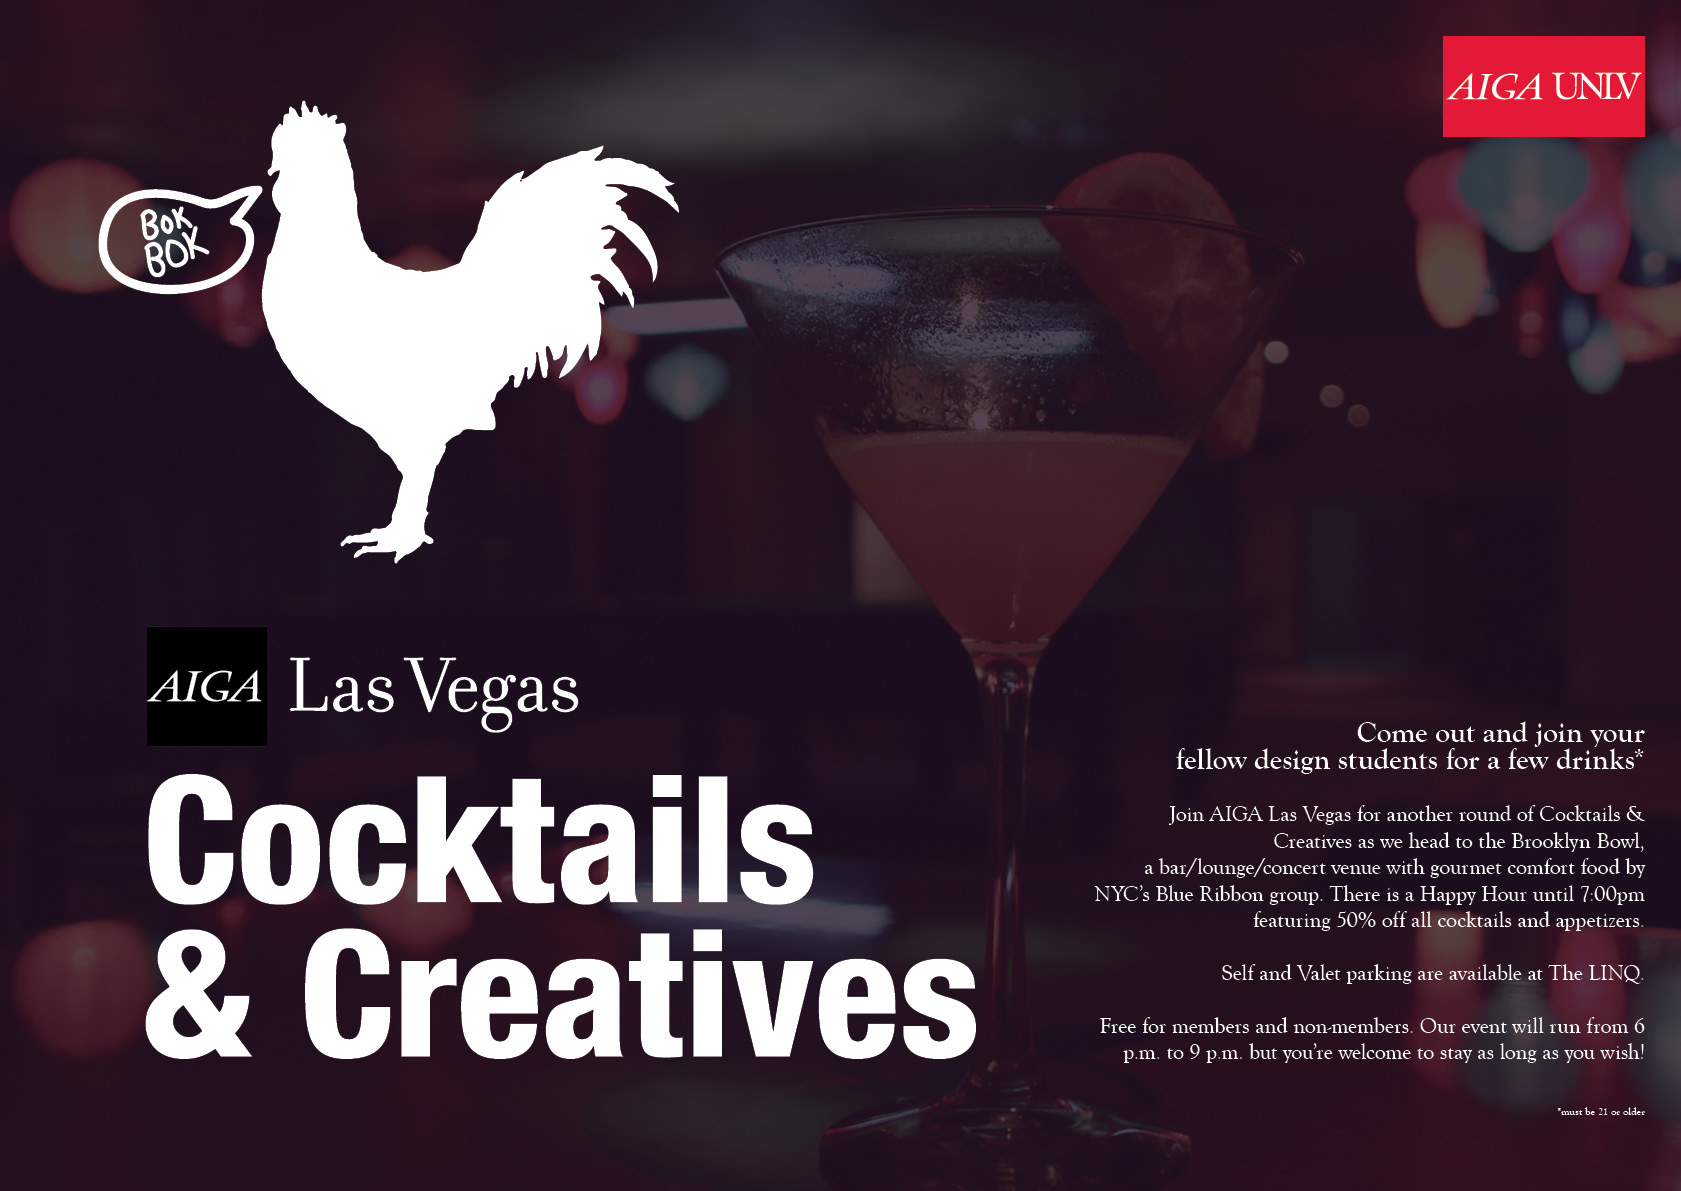 AIGA UNLV
BOK
BOK
AIGA Las Vegas
Cocktails
& Creatives
Come out and join your
fellow design students for a few drinks*
Join AIGA Las Vegas for another round of Cocktails &
Creatives as we head to the Brooklyn Bowl,
a bar/lounge/concert venue with gourmet comfort food by
NYC’s Blue Ribbon group. There is a Happy Hour until 7:00pm
featuring 50% off all cocktails and appetizers.
Self and Valet parking are available at The LINQ.
Free for members and non-members. Our event will run from 6
p.m. to 9 p.m. but you’re welcome to stay as long as you wish!
*must be 21 or older